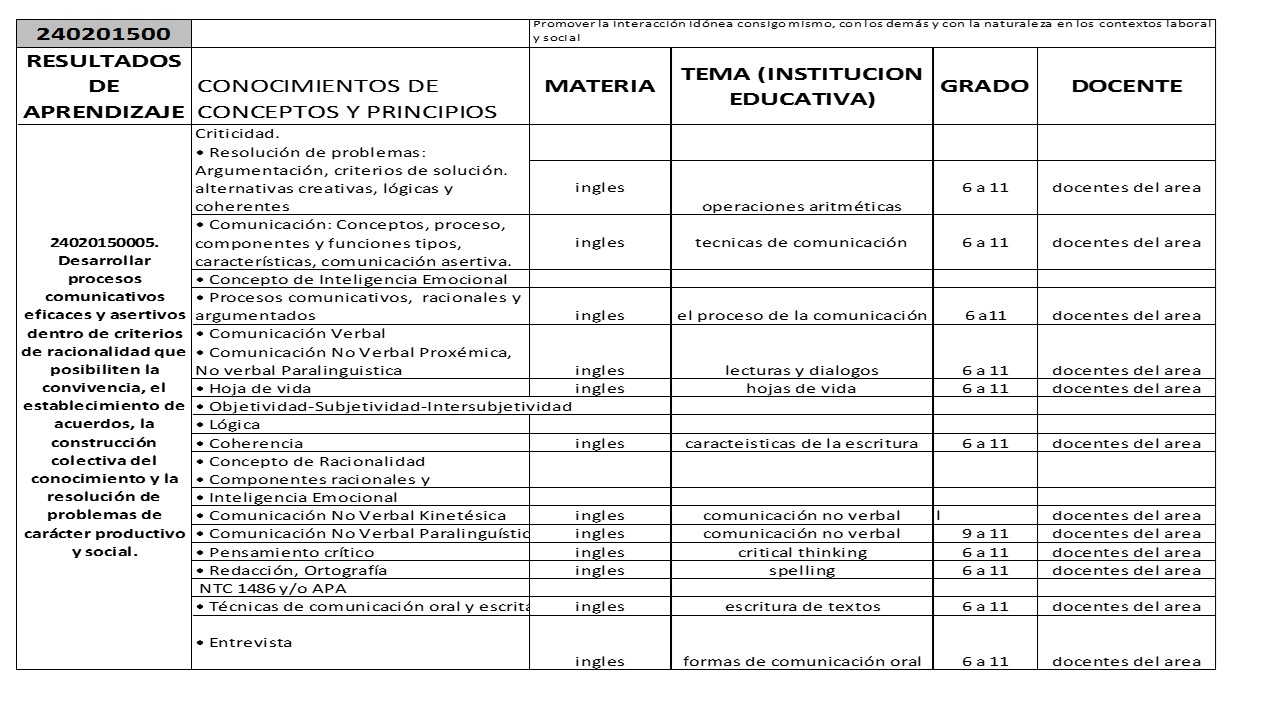 240201500
Promover la interacción idónea consigo mismo, con los demás y con la naturaleza en los contextos laboral
y social
RESULTADOS
DE
APRENDIZAJE
CONOCIMIENTOS DE
CONCEPTOS Y PRINCIPIOS
MATERIA
TEMA (INSTITUCION
EDUCATIVA)
GRADO
DOCENTE
24020150005.
Desarrollar
procesos
comunicativos
eficaces y asertivos
dentro de criterios
de racionalidad que
posibiliten la
convivencia, el
establecimiento de
acuerdos, la
construcción
colectiva del
conocimiento y la
resolución de
problemas de
carácter productivo
y social.
Criticidad.
• Resolución de problemas:
Argumentación, criterios de solución.
alternativas creativas, lógicas y
coherentes
ingles
operaciones aritméticas
6 a 11
docentes del area
• Comunicación: Conceptos, proceso,
componentes y funciones tipos,
características, comunicación asertiva.
ingles
tecnicas de comunicación
6 a 11
docentes del area
• Concepto de Inteligencia Emocional
• Procesos comunicativos, racionales y
argumentados
ingles
el proceso de la comunicación
6 a11
docentes del area
• Comunicación Verbal
• Comunicación No Verbal Proxémica,
No verbal Paralinguistica
ingles
lecturas y dialogos
6 a 11
docentes del area
• Hoja de vida
ingles
hojas de vida
6 a 11
docentes del area
• Objetividad-Subjetividad-Intersubjetividad
• Lógica
• Coherencia
ingles
caracteisticas de la escritura
6 a 11
docentes del area
• Concepto de Racionalidad
• Componentes racionales y
• Inteligencia Emocional
• Comunicación No Verbal Kinetésica
ingles
comunicación no verbal
l
docentes del area
• Comunicación No Verbal Paralinguístic
ingles
comunicación no verbal
9 a 11
docentes del area
• Pensamiento crítico
ingles
critical thinking
6 a 11
docentes del area
• Redacción, Ortografía
ingles
spelling
6 a 11
docentes del area
NTC 1486 y/o APA
• Técnicas de comunicación oral y escrita
ingles
escritura de textos
6 a 11
docentes del area
• Entrevista
ingles
formas de comunicación oral
6 a 11
docentes del area